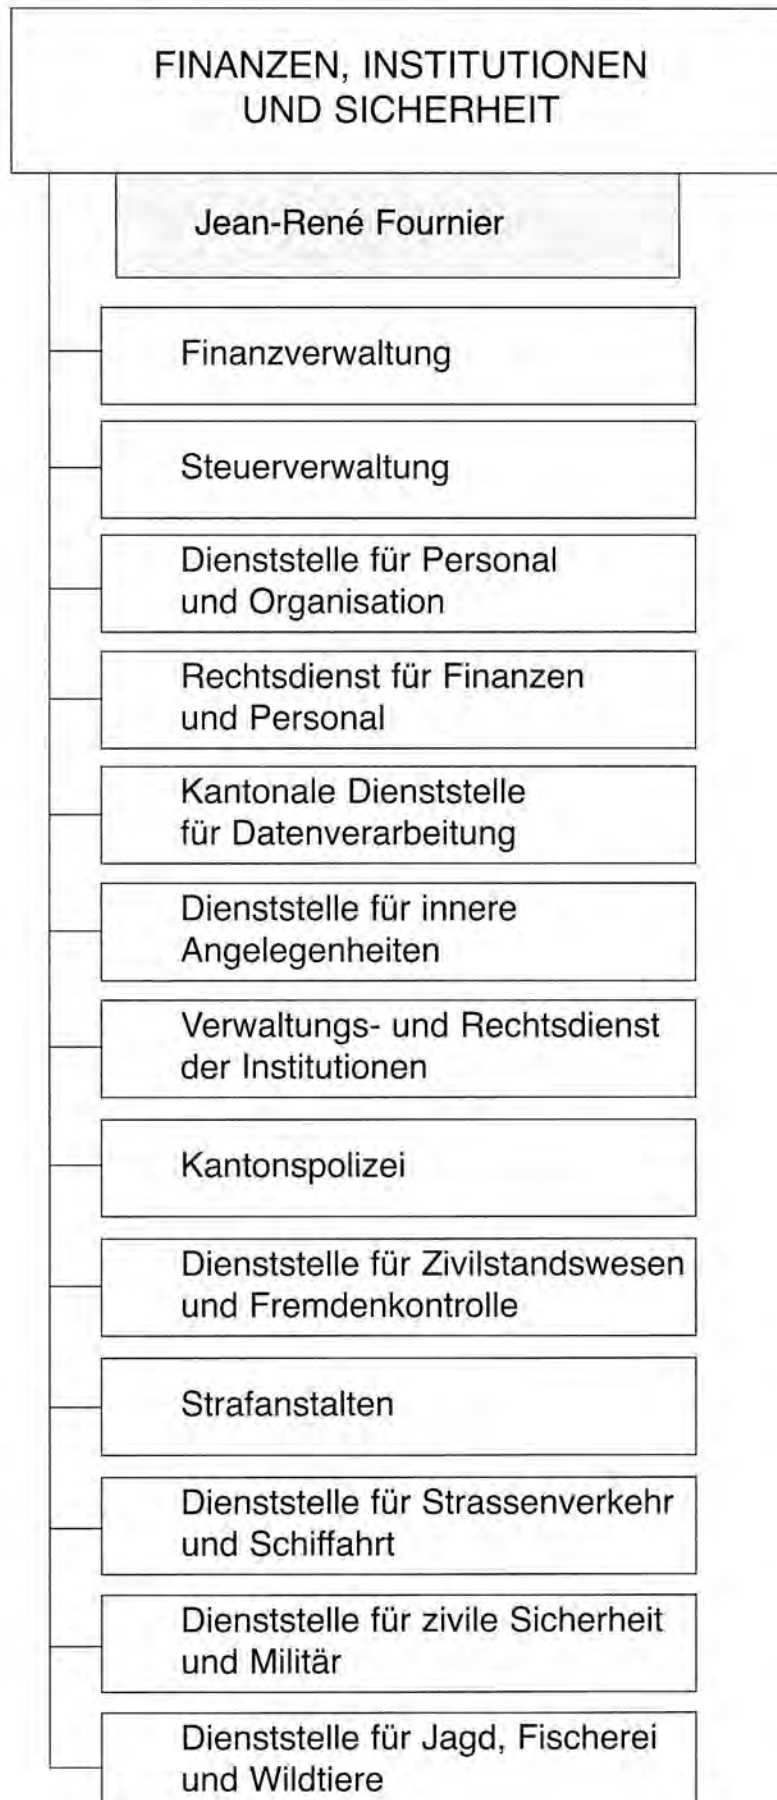 FINANZEN, INSTITUTIONEN
UND SICHERHEIT
Jean-René Fournier
Finanzverwaltung
Steuerverwaltung
Dienststelle für Personal
und Organisation
Rechtsdienst für Finanzen
und Personal
Kantonale Dienststelle
für Datenverarbeitung
Dienststelle für innere
Angelegenheiten
Verwaltungs- und Rechtsdienst
der Institutionen
Kantonspolizei
Dienststelle für Zivilstandswesen
und Fremdenkontrolle
Strafanstalten
Dienststelle für Strassenverkehr
und Schiffahrt
Dienststelle für zivile Sicherheit
und Militär
Dienststelle für Jagd, Fischerei
und Wildtiere